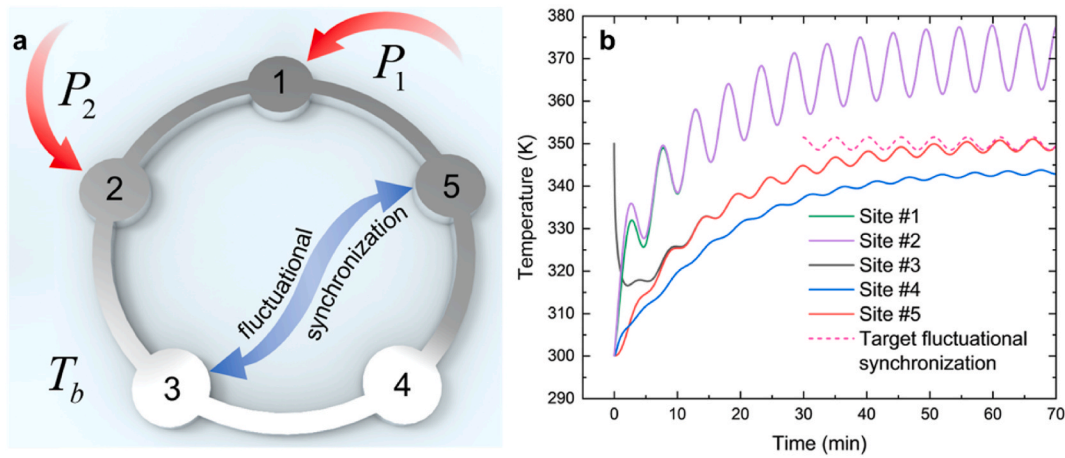 a
P1
P2
1
2
5
fluctuational
synchronization
Tb
3
4
b
Temperature (K)
380
370
360
350
340
330
320
310
300
290
Site #1
Site #2
Site #3
Site #4
Site #5
Target fluctuational
synchronization
0 10 20 30 40 50 60 70
Time (min)